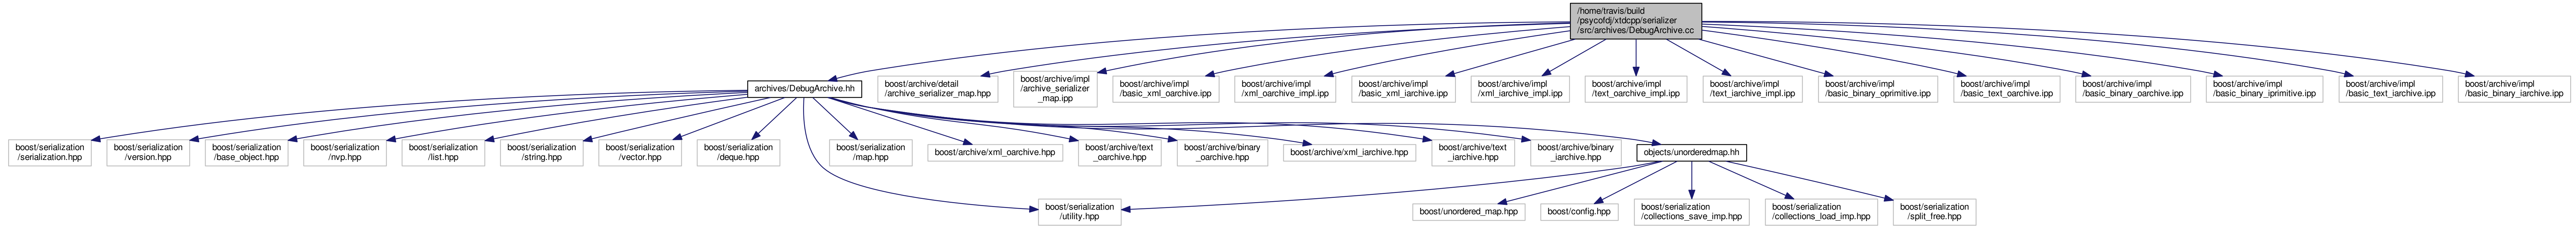 /home/travis/build
/psycofdj/xtdcpp/serializer
/src/archives/DebugArchive.cc
archives/DebugArchive.hh
boost/archive/detail
/archive_serializer_map.hpp
boost/archive/impl
/archive_serializer
_map.ipp
boost/archive/impl
/basic_xml_oarchive.ipp
boost/archive/impl
/xml_oarchive_impl.ipp
boost/archive/impl
/basic_xml_iarchive.ipp
boost/archive/impl
/xml_iarchive_impl.ipp
boost/archive/impl
/text_oarchive_impl.ipp
boost/archive/impl
/text_iarchive_impl.ipp
boost/archive/impl
/basic_binary_oprimitive.ipp
boost/archive/impl
/basic_text_oarchive.ipp
boost/archive/impl
/basic_binary_oarchive.ipp
boost/archive/impl
/basic_binary_iprimitive.ipp
boost/archive/impl
/basic_text_iarchive.ipp
boost/archive/impl
/basic_binary_iarchive.ipp
boost/serialization
/serialization.hpp
boost/serialization
/version.hpp
boost/serialization
/base_object.hpp
boost/serialization
/nvp.hpp
boost/serialization
/list.hpp
boost/serialization
/string.hpp
boost/serialization
/vector.hpp
boost/serialization
/deque.hpp
boost/serialization
/map.hpp
boost/archive/xml_oarchive.hpp
boost/archive/text
_oarchive.hpp
boost/archive/binary
_oarchive.hpp
boost/archive/xml_iarchive.hpp
boost/archive/text
_iarchive.hpp
boost/archive/binary
_iarchive.hpp
objects/unorderedmap.hh
boost/serialization
/utility.hpp
boost/unordered_map.hpp
boost/config.hpp
boost/serialization
/collections_save_imp.hpp
boost/serialization
/collections_load_imp.hpp
boost/serialization
/split_free.hpp